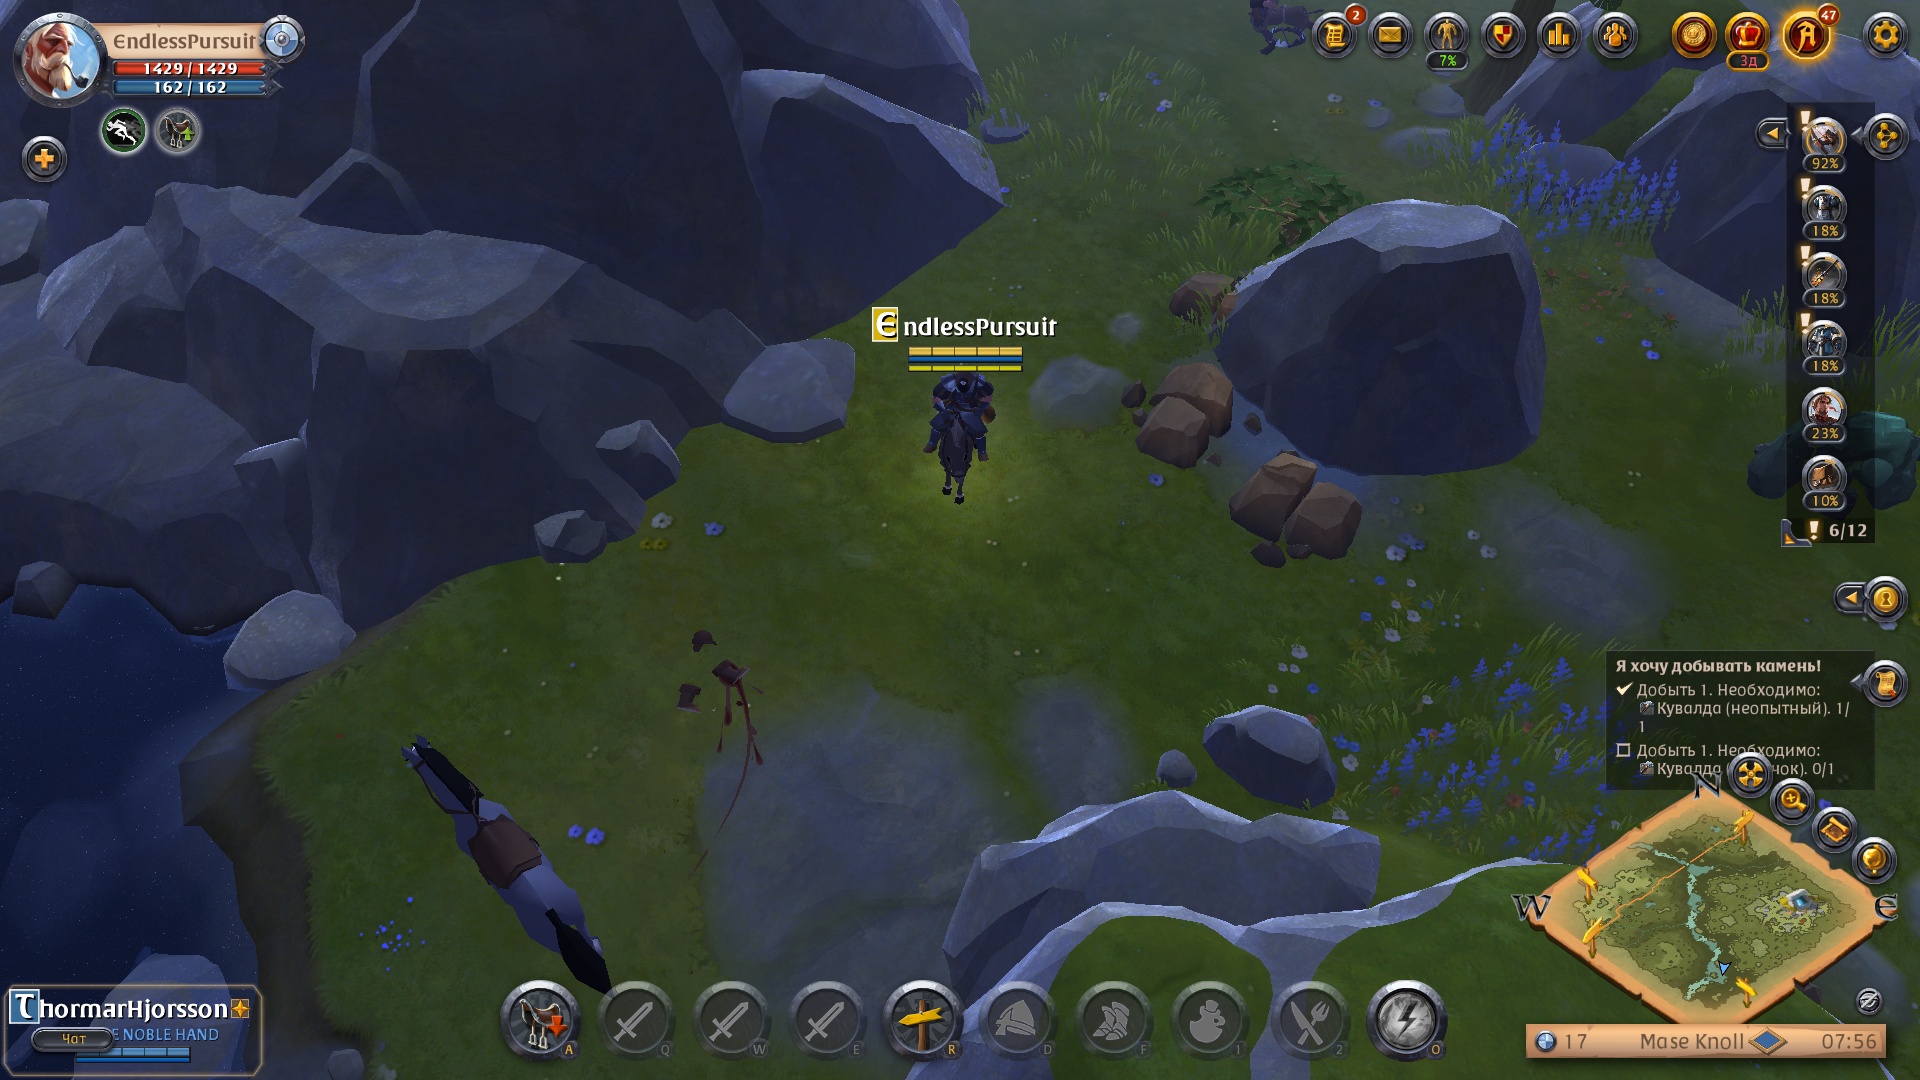 EndlessPursuit
1429 / 1429
162 / 162
2
7%
3д
47
92%
18%
18%
18%
23%
10%
6/12
EndlessPursuit
Я хочу добывать камень!
Добыть 1. Необходимо:
Кувалда (неопытный). 1/
1
Добыть 1. Необходимо:
Кувалда 0/1
N
W
E
17
Mase Knoll
07:56
ThormarHjorsson
E NOBLE HAND
Чат
A
Q
W
E
R
D
F
1
2
O